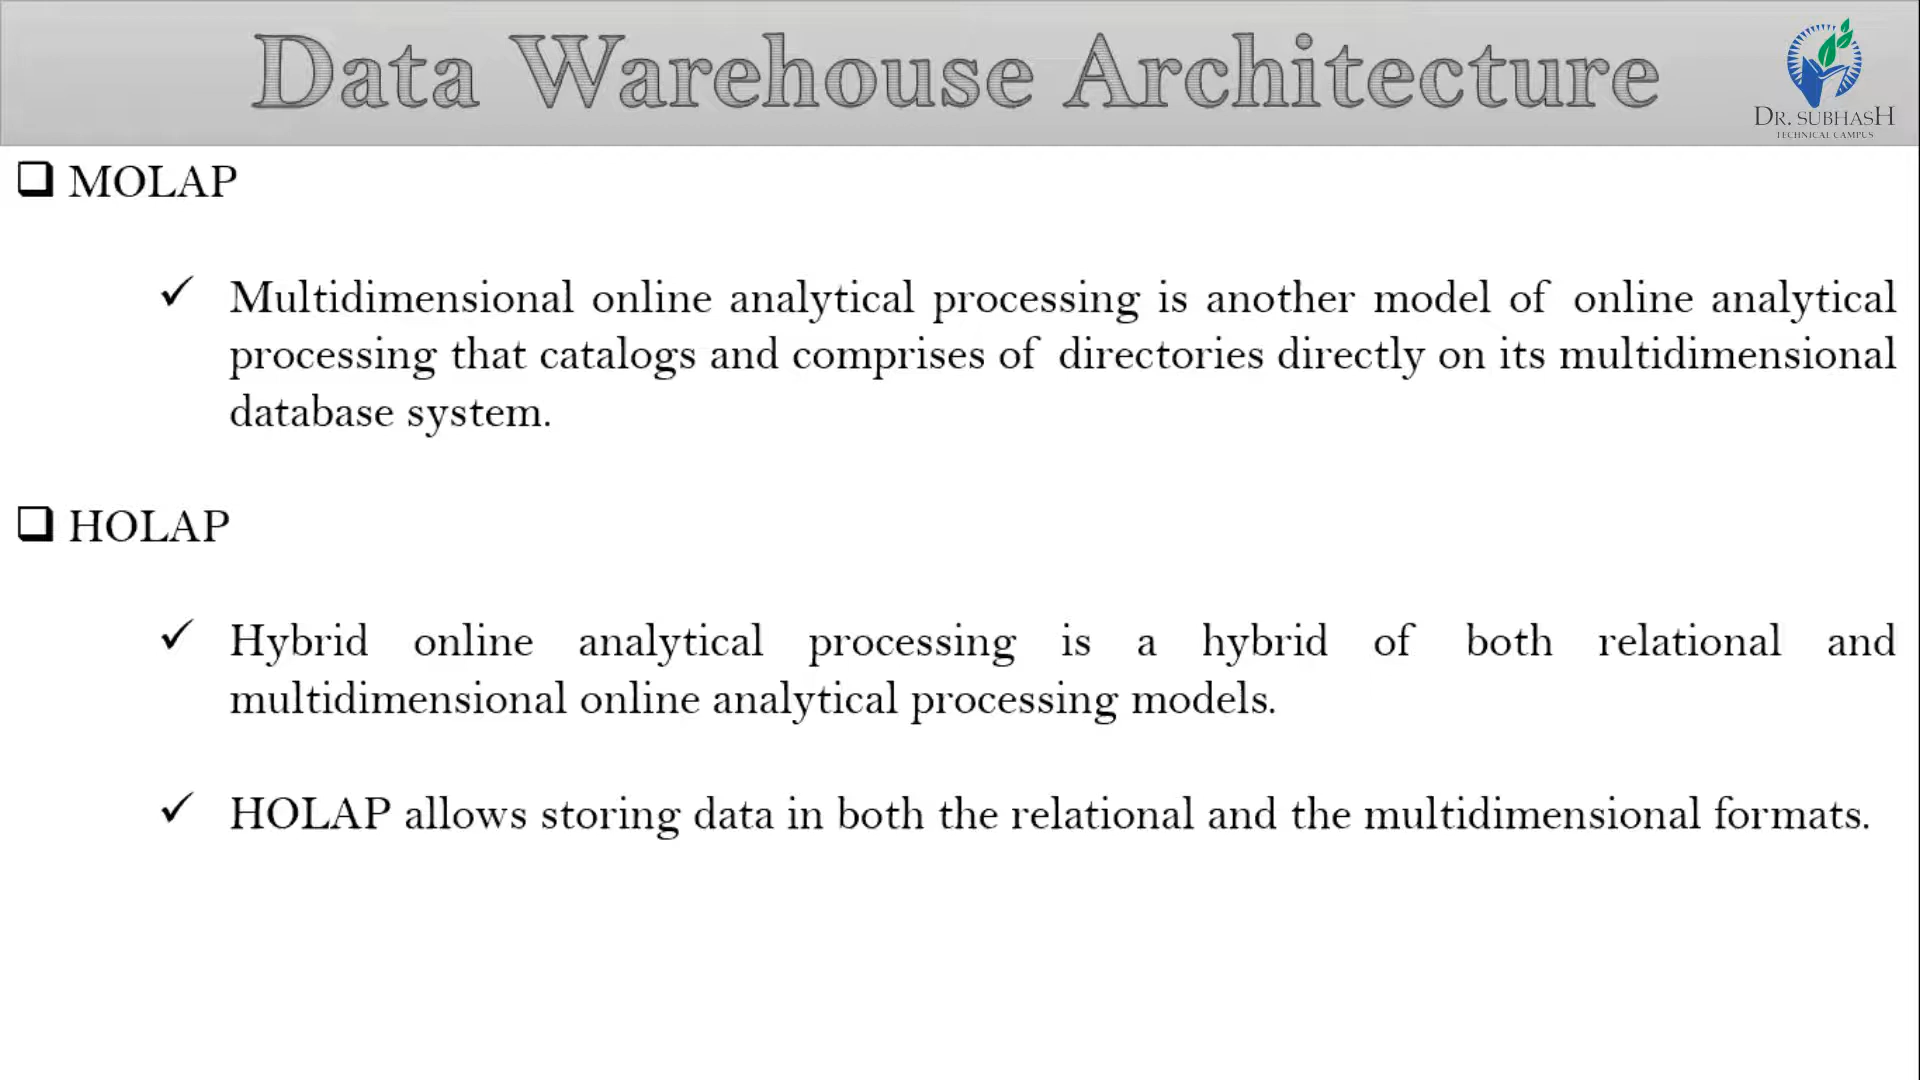 Data Warehouse Architecture
DR. SUBHASH
TECHNICAL CAMPUS
MOLAP
Multidimensional online analytical processing is another model of online analytical
processing that catalogs and comprises of directories directly on its multidimensional
database system.
HOLAP
Hybrid online analytical processing is a hybrid of both relational and
multidimensional online analytical processing models.
HOLAP allows storing data in both the relational and the multidimensional formats.